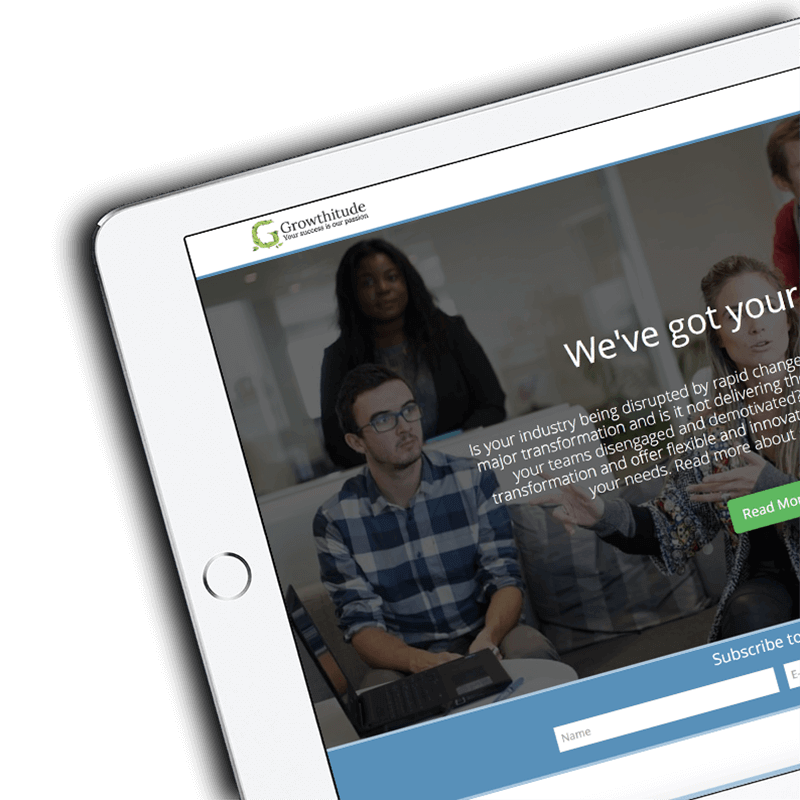 Growthitude
Your success is our passion
We've got your
Is your industry being disrupted by rapid change
major transformation and is it not delivering the
your teams disengaged and demotivated?
transformation and offer flexible and innovat
your needs. Read more about
Read Mor
Subscribe to
Name
E-